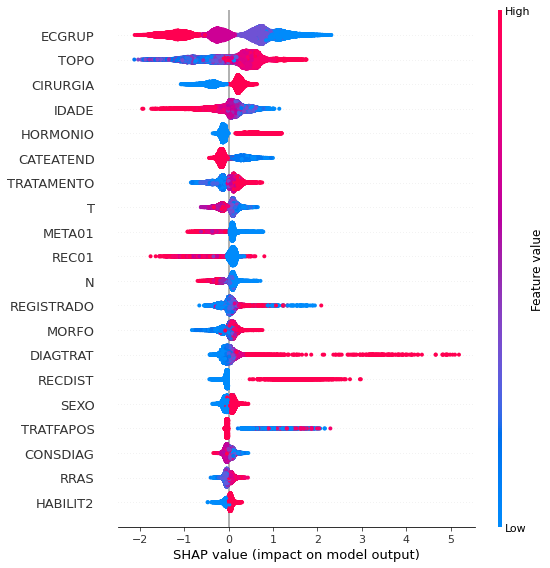 High
ECGRUP
TOPO
CIRURGIA
IDADE
HORMONIO
CATEATEND
TRATAMENTO
T
META01
REC01
N
REGISTRADO
MORFO
DIAGTRAT
RECDIST
SEXO
TRATFAPOS
CONSDIAG
RRAS
HABILIT2
Feature value
Low
−2 −1 0 1 2 3 4 5
SHAP value (impact on model output)